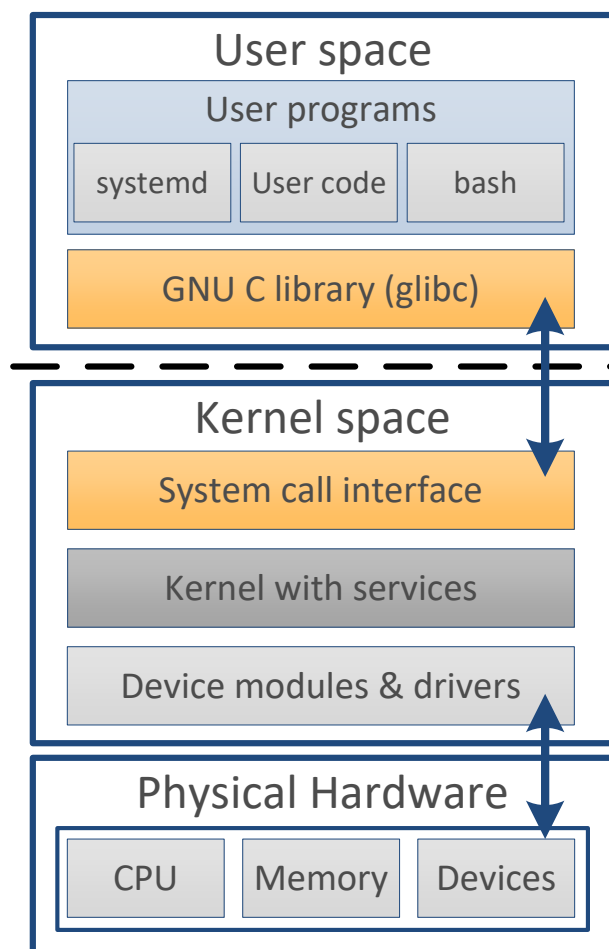 User space
User programs
systemd
User code
bash
GNU C library (glibc)
Kernel space
System call interface
Kernel with services
Device modules & drivers
Physical Hardware
CPU
Memory
Devices